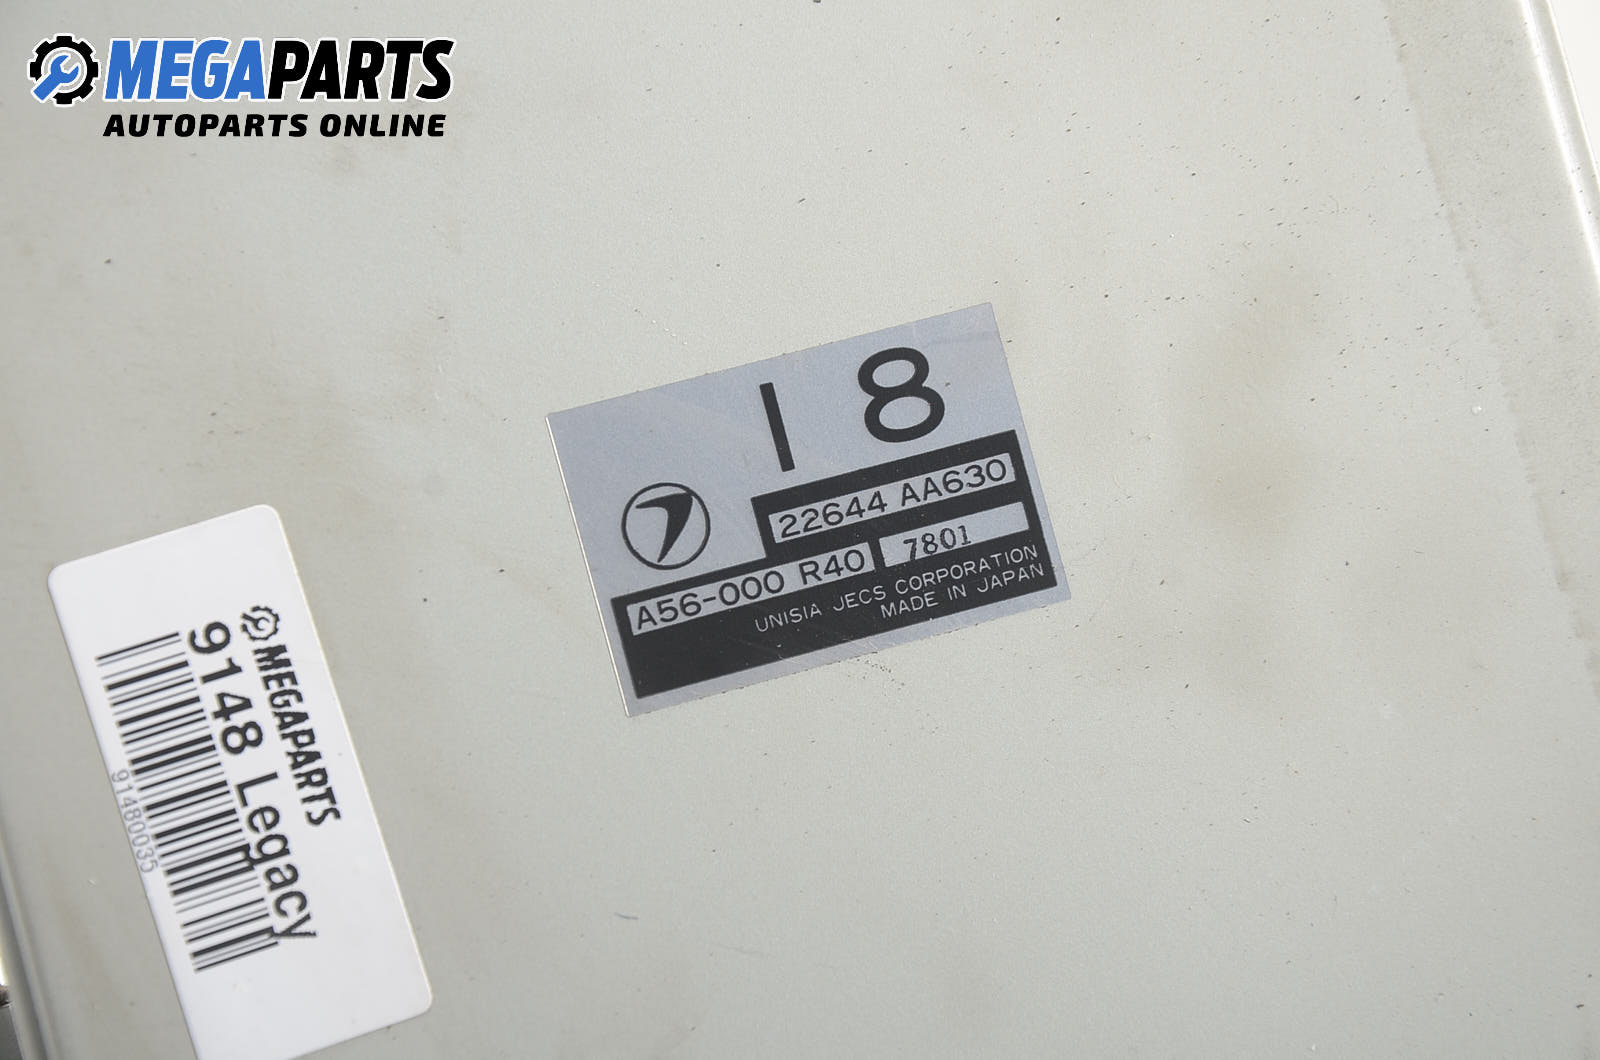 MEGAPARTS
AUTOPARTS ONLINE
I 8
22644 AA630
A56-000 R40 7801
UNISIA JECS CORPORATION
MADE IN JAPAN
MEGAPARTS
9148 Legacy
91480035